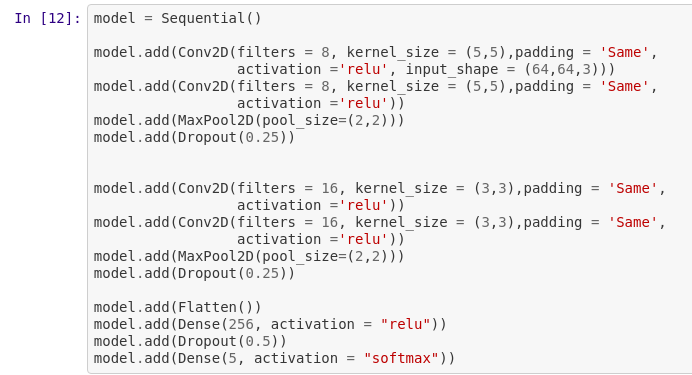 In [12]: model = Sequential()
model.add(Conv2D(filters = 8, kernel_size = (5,5),padding = 'Same',
activation ='relu', input_shape = (64,64,3)))
model.add(Conv2D(filters = 8, kernel_size = (5,5),padding = 'Same',
activation ='relu'))
model.add(MaxPool2D(pool_size=(2,2)))
model.add(Dropout(0.25))
model.add(Conv2D(filters = 16, kernel_size = (3,3),padding = 'Same',
activation ='relu'))
model.add(Conv2D(filters = 16, kernel_size = (3,3),padding = 'Same',
activation ='relu'))
model.add(MaxPool2D(pool_size=(2,2)))
model.add(Dropout(0.25))
model.add(Flatten())
model.add(Dense(256, activation = "relu"))
model.add(Dropout(0.5))
model.add(Dense(5, activation = "softmax"))